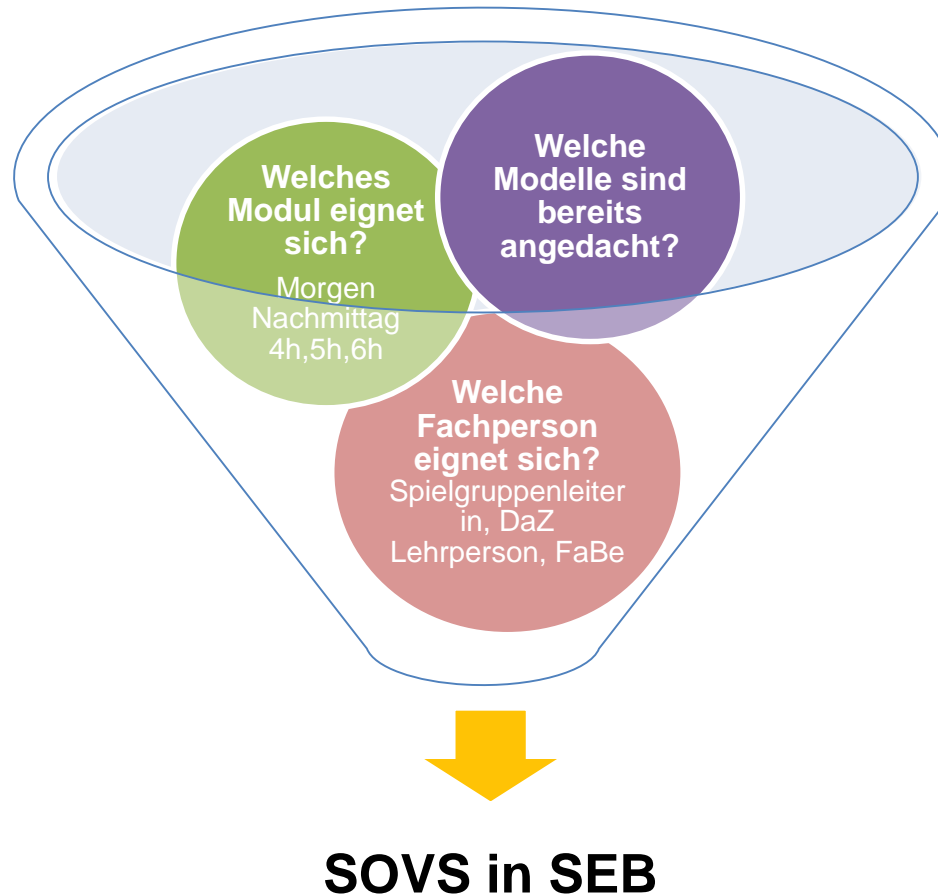 Welches
Modul eignet
sich?
Morgen
Nachmittag
4h,5h,6h
Welche
Modelle sind
bereits
angedacht?
Welche
Fachperson
eignet sich?
Spielgruppenleiter
in, DaZ
Lehrperson, FaBe
SOVS in SEB